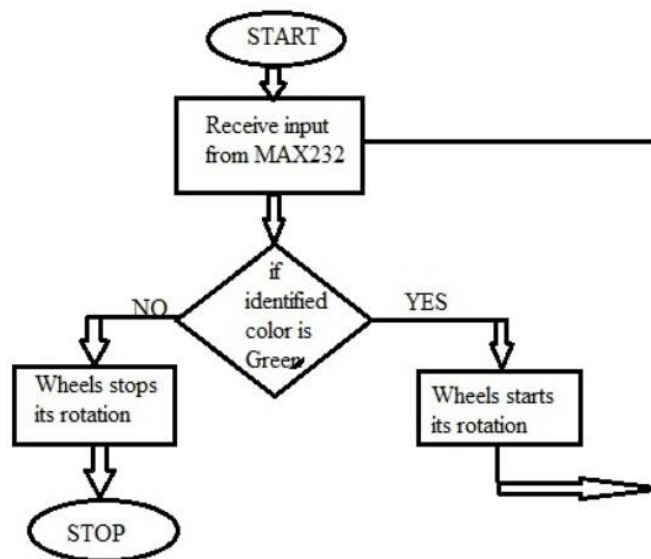 START
Receive input
from MAX232
if
identified
color is
Green
NO
YES
Wheels stops
its rotation
Wheels starts
its rotation
STOP